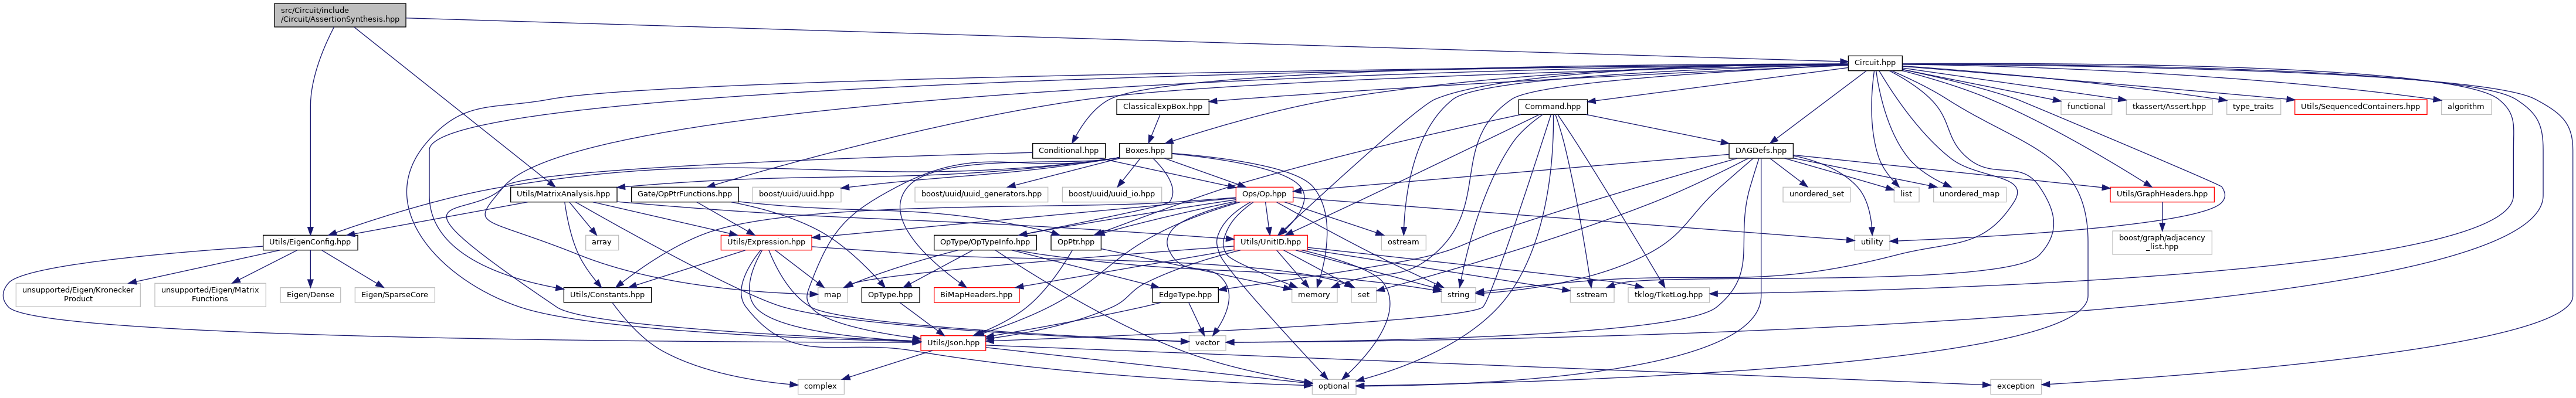 src/Circuit/include
/Circuit/AssertionSynthesis.hpp
Circuit.hpp
ClassicalExpBox.hpp
Command.hpp
functional
tkassert/Assert.hpp
type_traits
Utils/SequencedContainers.hpp
algorithm
Conditional.hpp
Boxes.hpp
DAGDefs.hpp
Utils/MatrixAnalysis.hpp
Gate/OpPtrFunctions.hpp
boost/uuid/uuid.hpp
boost/uuid/uuid_generators.hpp
boost/uuid/uuid_io.hpp
Ops/Op.hpp
unordered_set
list
unordered_map
Utils/GraphHeaders.hpp
Utils/EigenConfig.hpp
array
Utils/Expression.hpp
OpType/OpTypeInfo.hpp
OpPtr.hpp
Utils/UnitID.hpp
ostream
utility
boost/graph/adjacency
_list.hpp
unsupported/Eigen/Kronecker
Product
unsupported/Eigen/Matrix
Functions
Eigen/Dense
Eigen/SparseCore
Utils/Constants.hpp
map
OpType.hpp
BiMapHeaders.hpp
EdgeType.hpp
memory
set
string
sstream
tklog/TketLog.hpp
Utils/Json.hpp
vector
complex
optional
exception